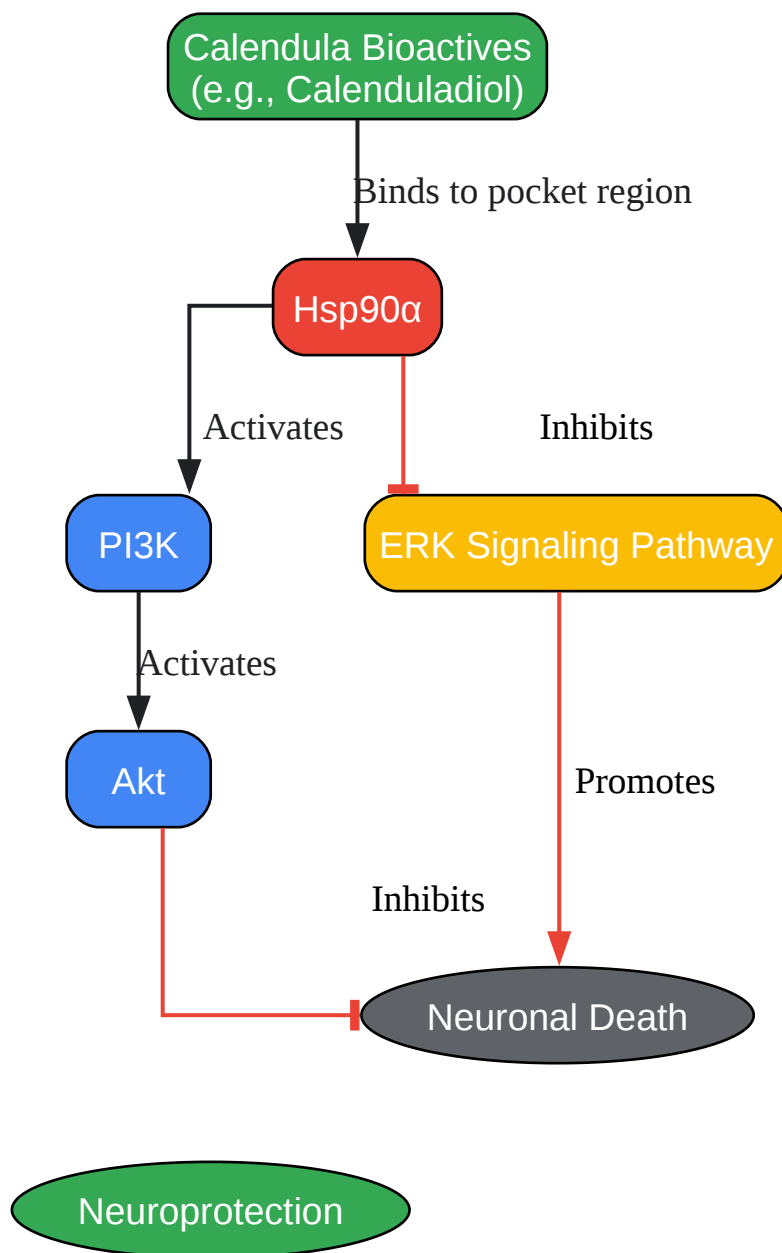 Calendula Bioactives
(e.g., Calenduladiol)
Binds to pocket region
Hsp90α
Activates
Inhibits
PI3K
ERK Signaling Pathway
Activates
Akt
Promotes
Inhibits
Neuronal Death
Neuroprotection